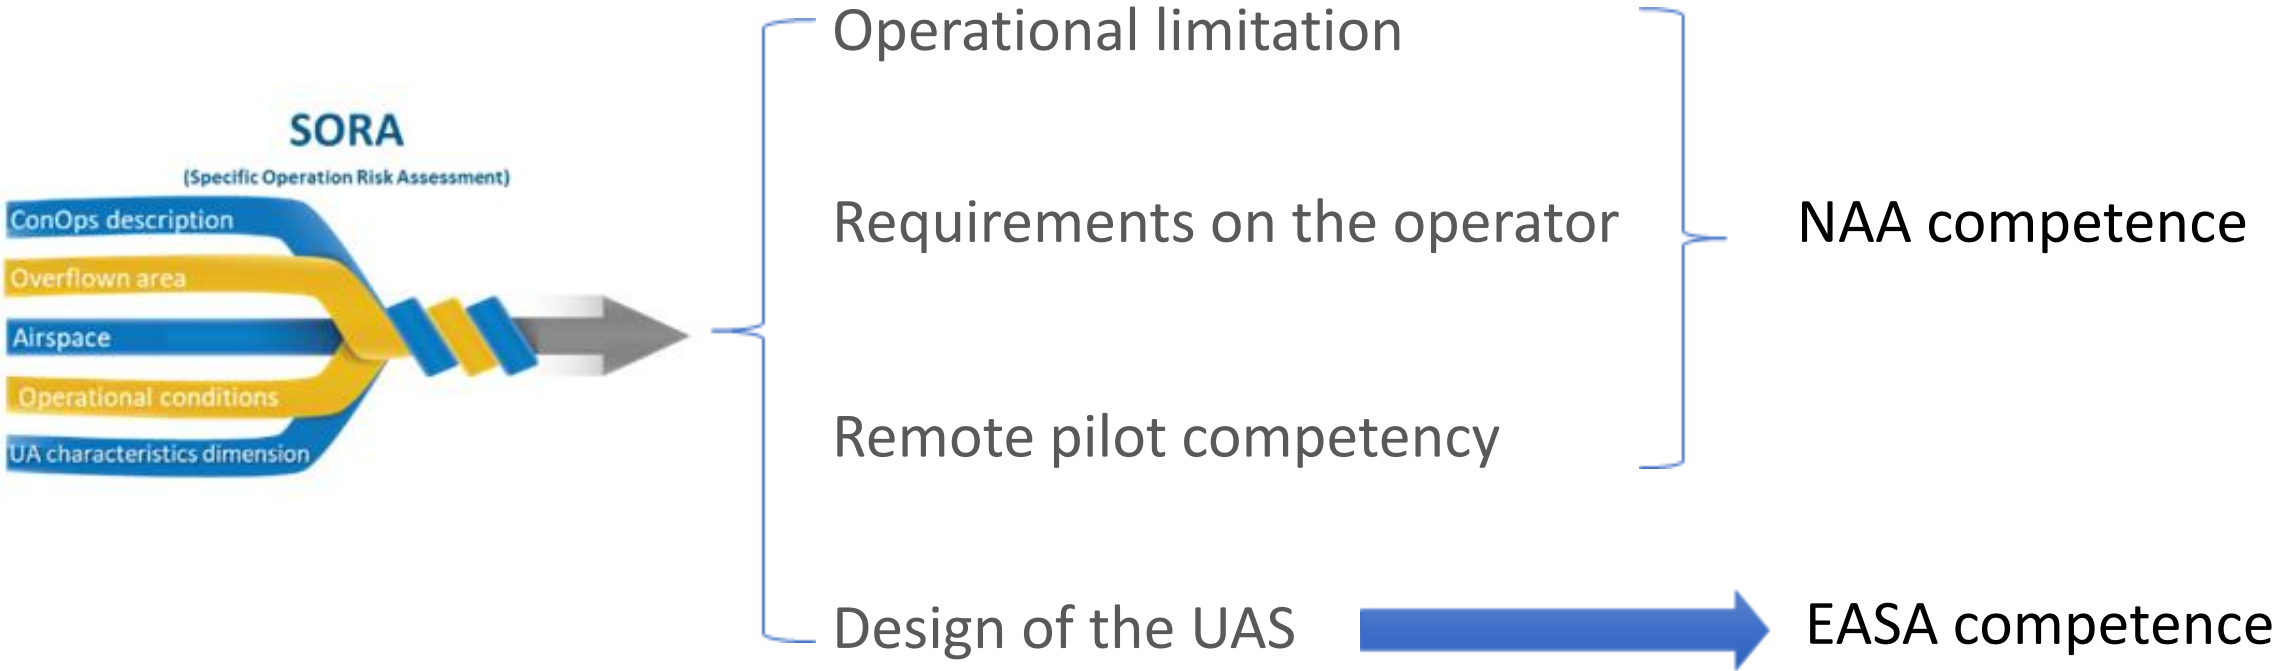 SORA
(Specific Operation Risk Assessment)
ConOps description
Overflown area
Airspace
Operational conditions
UA characteristics dimension
Operational limitation
Requirements on the operator
Remote pilot competency
Design of the UAS
NAA competence
EASA competence